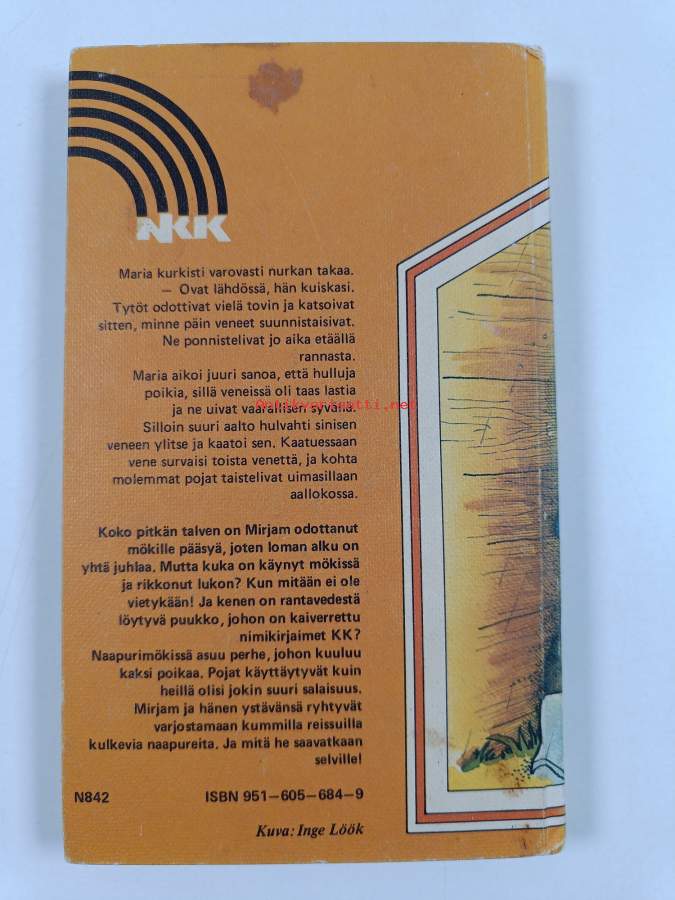 NKK
Maria kurkisti varovasti nurkan takaa.
— Ovat lähdössä, hän kuiskasi.
Tytöt odottivat vielä tovin ja katsoivat
sitten, minne päin veneet suunnistaisivat.
Ne ponnistelivat jo aika etäällä
rannasta.
Maria aikoi juuri sanoa, että hulluja
poikia, sillä veneissä oli taas lastia
ja ne uivat vaarallisen syvällä.
Antikvariaatti.net
Silloin suuri aalto hulvahti sinisen
veneen ylitse ja kaatoi sen. Kaatuessaan
vene survaisi toista venettä, ja kohta
molemmat pojat taistelivat uimasillaan
aallokossa.
Koko pitkän talven on Mirjam odottanut
mökille pääsyä, joten loman alku on
yhtä juhlaa. Mutta kuka on käynyt mökissä
ja rikkonut lukon? Kun mitään ei ole
vietykään! Ja kenen on rantavedestä
löytyvä puukko, johon on kaiverrettu
nimikirjaimet KK?
Naapurimökissä asuu perhe, johon kuuluu
kaksi poikaa. Pojat käyttäytyvät kuin
heillä olisi jokin suuri salaisuus.
Mirjam ja hänen ystävänsä ryhtyvät
varjostamaan kummilla reissuilla
kulkevia naapureita. Ja mitä he saavatkaan
selville!
N842 ISBN 951—605—684—9
Kuva: Inge Löök